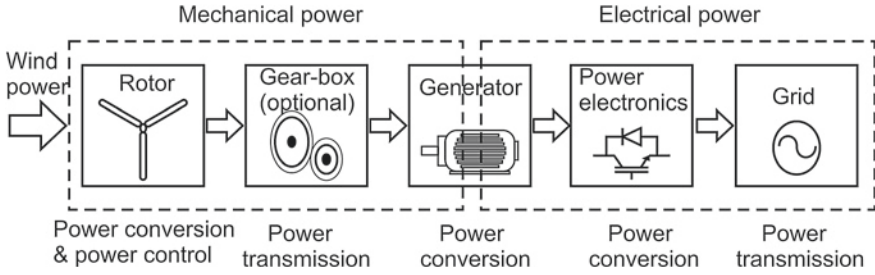 Mechanical power
Electrical power
Wind
power
Rotor
Gear-box
(optional)
Generator
Power
electronics
Grid
Power conversion
& power control
Power
transmission
Power
conversion
Power
conversion
Power
transmission